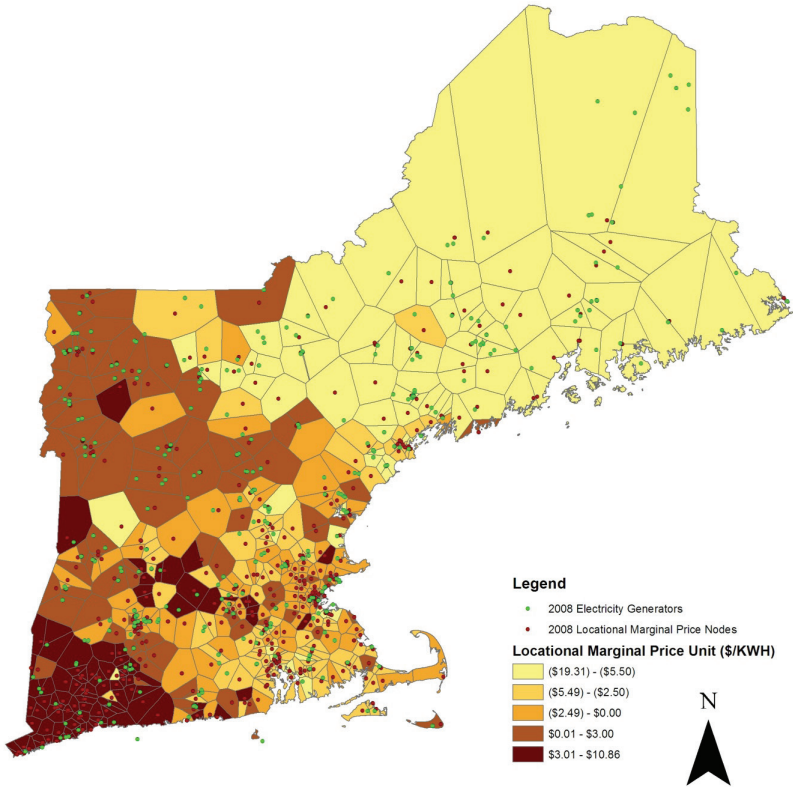 Legend
2008 Electricity Generators
2008 Locational Marginal Price Nodes
Locational Marginal Price Unit ($/KWH)
($19.31) - ($5.50)
($5.49) - ($2.50)
($2.49) - $0.00
$0.01 - $3.00
$3.01 - $10.86
N